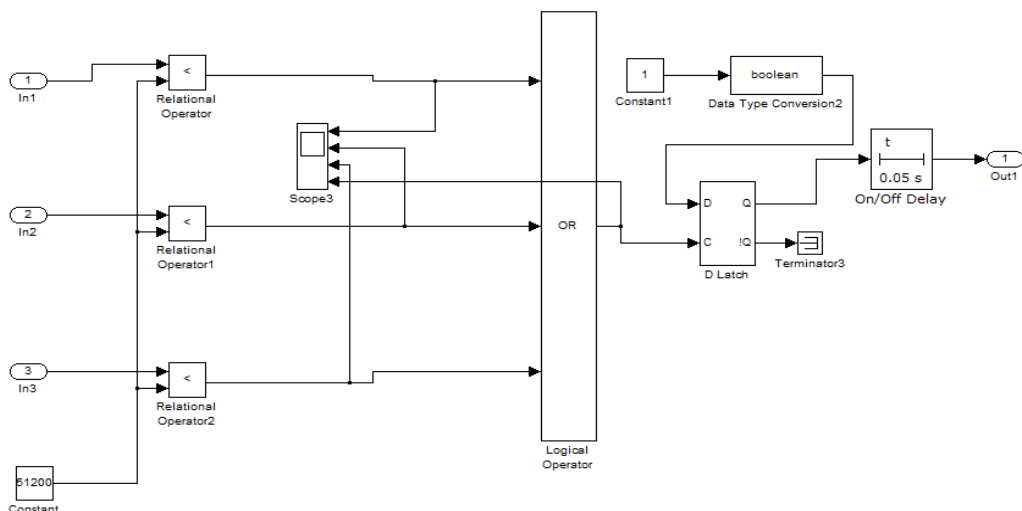 1
In1
<
Relational
Operator
Scope3
2
In2
<
Relational
Operator1
3
In3
<
Relational
Operator2
51200
Constant
OR
Logical
Operator
1
Constant1
boolean
Data Type Conversion2
D
Q
C
!Q
D Latch
Terminator3
t
0.05 s
On/Off Delay
1
Out1